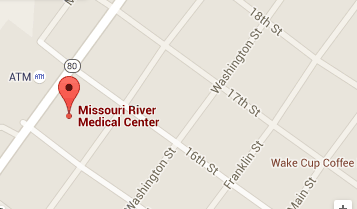 18th St
Washington St
80
ATM
ATM
17th St
Missouri River
Medical Center
Franklin St
16th St
Wake Cup Coffee
Washington St
Main St
+